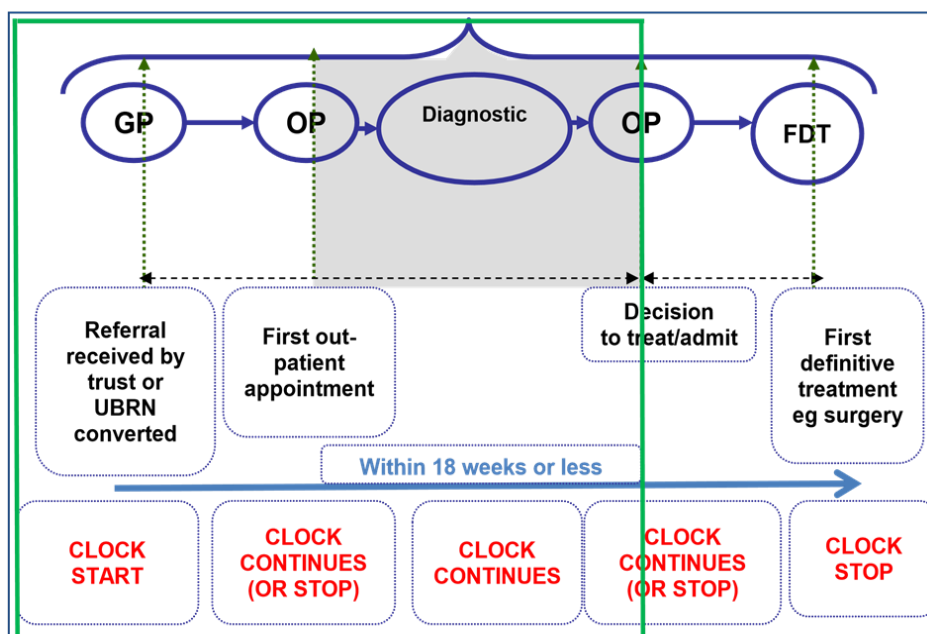 GP
OP
Diagnostic
OP
FDT
Referral
received by
trust or
UBRN
converted
First out-
patient
appointment
Decision
to treat/admit
First
definitive
treatment
eg surgery
Within 18 weeks or less
CLOCK
START
CLOCK
CONTINUES
(OR STOP)
CLOCK
CONTINUES
CLOCK
CONTINUES
(OR STOP)
CLOCK
STOP